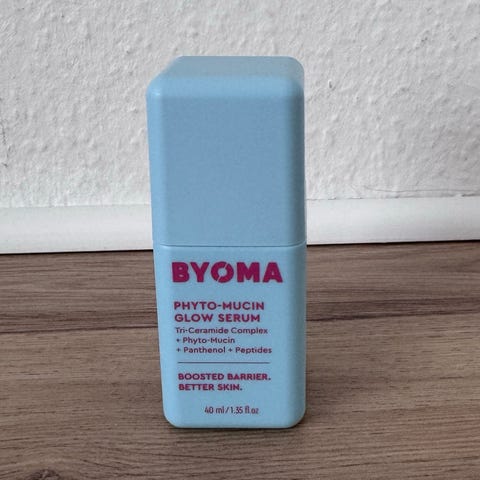 BYOMA
PHYTO-MUCIN
GLOW SERUM
Tri-Ceramide Complex
+ Phyto-Mucin
+ Panthenol + Peptides
BOOSTED BARRIER.
BETTER SKIN.
40 ml/1.35 fl.oz